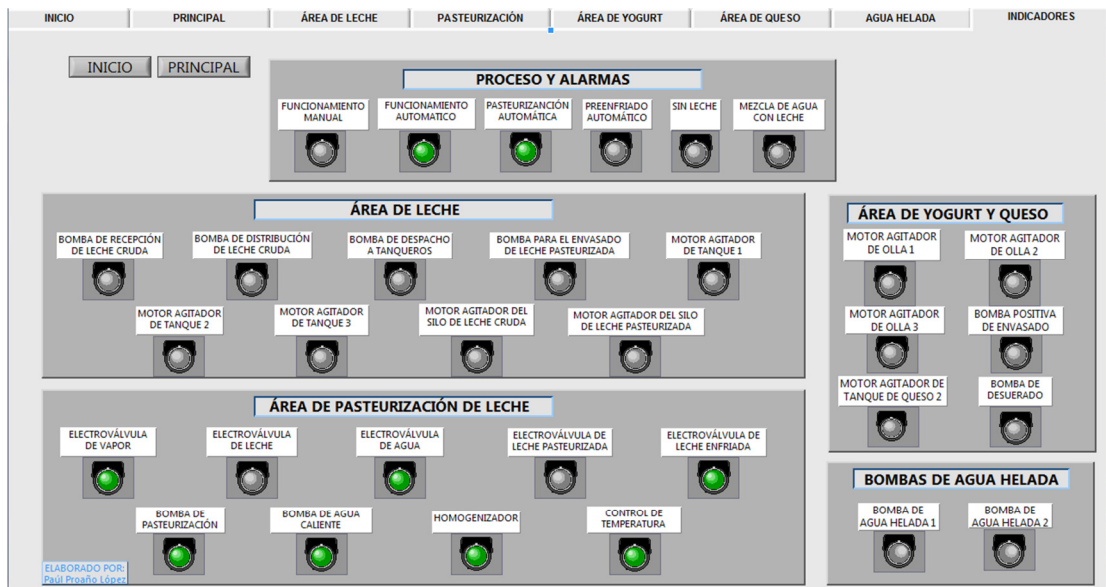 INICIO
PRINCIPAL
ÁREA DE LECHE
PASTEURIZACIÓN
ÁREA DE YOGURT
ÁREA DE QUESO
AGUA HELADA
INDICADORES
INICIO
PRINCIPAL
PROCESO Y ALARMAS
FUNCIONAMIENTO
MANUAL
FUNCIONAMIENTO
AUTOMATICO
PASTEURIZANCIÓN
AUTOMÁTICA
PREENFRIADO
AUTOMÁTICO
SIN LECHE
MEZCLA DE AGUA
CON LECHE
ÁREA DE LECHE
BOMBA DE RECEPCIÓN
DE LECHE CRUDA
BOMBA DE DISTRIBUCIÓN
DE LECHE CRUDA
BOMBA DE DESPACHO
A TANQUEROS
BOMBA PARA EL ENVASADO
DE LECHE PASTEURIZADA
MOTOR AGITADOR
DE TANQUE 1
MOTOR AGITADOR
DE TANQUE 2
MOTOR AGITADOR
DE TANQUE 3
MOTOR AGITADOR DEL
SILO DE LECHE CRUDA
MOTOR AGITADOR DEL SILO
DE LECHE PASTEURIZADA
ÁREA DE YOGURT Y QUESO
MOTOR AGITADOR
DE OLLA 1
MOTOR AGITADOR
DE OLLA 2
MOTOR AGITADOR
DE OLLA 3
BOMBA POSITIVA
DE ENVASADO
MOTOR AGITADOR DE
TANQUE DE QUESO 2
BOMBA DE
DESUERADO
ÁREA DE PASTEURIZACIÓN DE LECHE
ELECTROVÁLVULA
DE VAPOR
ELECTROVÁLVULA
DE LECHE
ELECTROVÁLVULA
DE AGUA
ELECTROVÁLVULA DE
LECHE PASTEURIZADA
ELECTROVÁLVULA DE
LECHE ENFRIADA
BOMBA DE
PASTEURIZACIÓN
BOMBA DE AGUA
CALIENTE
HOMOGENIZADOR
CONTROL DE
TEMPERATURA
BOMBAS DE AGUA HELADA
BOMBA DE
AGUA HELADA 1
BOMBA DE
AGUA HELADA 2
ELABORADO POR:
Paúl Proaño López